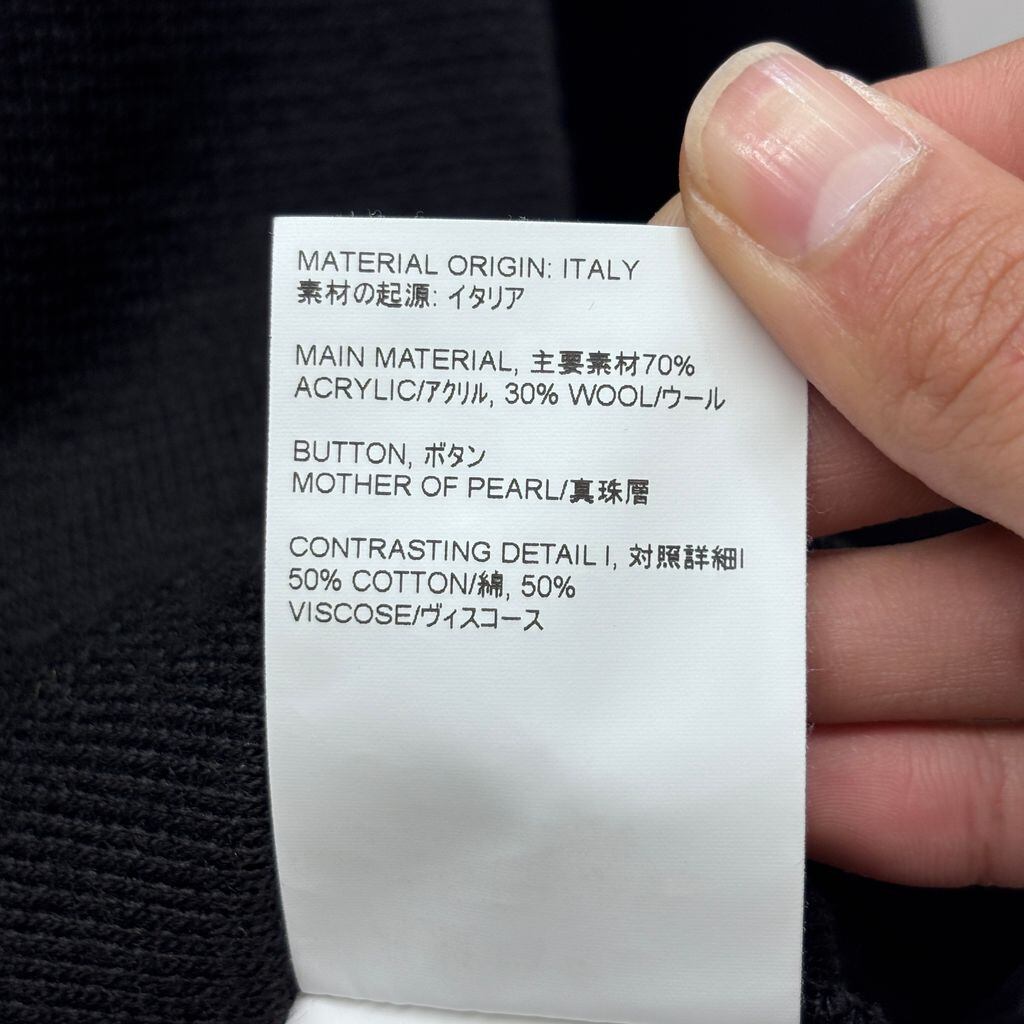 MATERIAL ORIGIN: ITALY
素材の起源: イタリア
MAIN MATERIAL, 主要素材70%
ACRYLIC/アクリル, 30% WOOL/ウール
BUTTON, ボタン
MOTHER OF PEARL/真珠層
CONTRASTING DETAIL I, 対照詳細I
50% COTTON/綿, 50%
VISCOSE/ヴィスコース